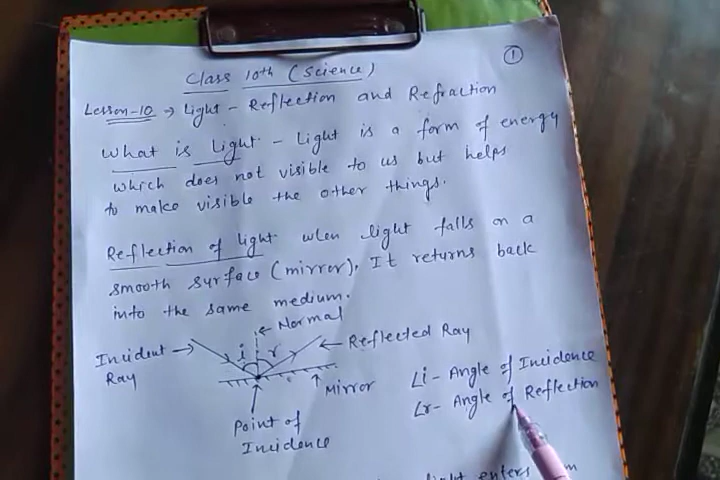 ①
Class 10th (Science)
Lesson-10 → Light - Reflection and Refraction
What is Light - Light is a form of energy
which does not visible to us but helps
to make visible the other things.
Reflection of light when light falls on a
smooth surface (mirror). It returns back
into the same medium.
← Normal
Incident → i r ← Reflected Ray
Ray
↑ Mirror
Point of
Incidence
∠i - Angle of Incidence
∠r - Angle of Reflection
light enters